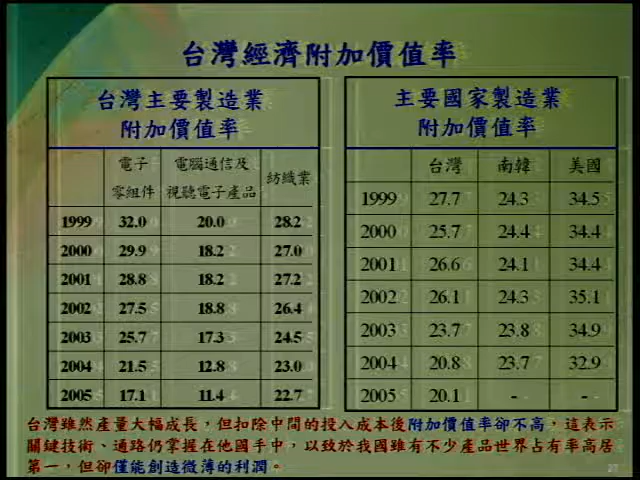 台灣經濟附加價值率
台灣主要製造業
附加價值率
電子
零組件
電腦通信及
視聽電子產品
紡織業
1999 32.0 20.0 28.2
2000 29.9 18.2 27.0
2001 28.8 18.2 27.2
2002 27.5 18.8 26.4
2003 25.7 17.3 24.5
2004 21.5 12.8 23.0
2005 17.1 11.4 22.7
主要國家製造業
附加價值率
台灣 南韓 美國
1999 27.7 24.3 34.5
2000 25.7 24.4 34.4
2001 26.6 24.1 34.4
2002 26.1 24.3 35.1
2003 23.7 23.8 34.9
2004 20.8 23.7 32.9
2005 20.1 - -
台灣雖然產量大幅成長，但扣除中間的投入成本後附加價值率卻不高，這表示
關鍵技術、通路仍掌握在他國手中，以致於我國雖有不少產品世界占有率高居
第一，但卻僅能創造微薄的利潤。
27